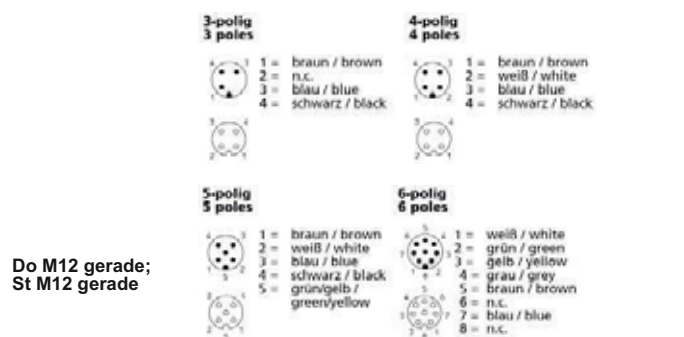 3-polig
3 poles
1 = braun / brown
2 = n.c.
3 = blau / blue
4 = schwarz / black
4-polig
4 poles
1 = braun / brown
2 = weiß / white
3 = blau / blue
4 = schwarz / black
5-polig
5 poles
1 = braun / brown
2 = weiß / white
3 = blau / blue
4 = schwarz / black
5 = grün/gelb /
green/yellow
6-polig
6 poles
1 = weiß / white
2 = grün / green
3 = gelb / yellow
4 = grau / grey
5 = braun / brown
6 = n.c.
7 = blau / blue
8 = n.c.
Do M12 gerade;
St M12 gerade